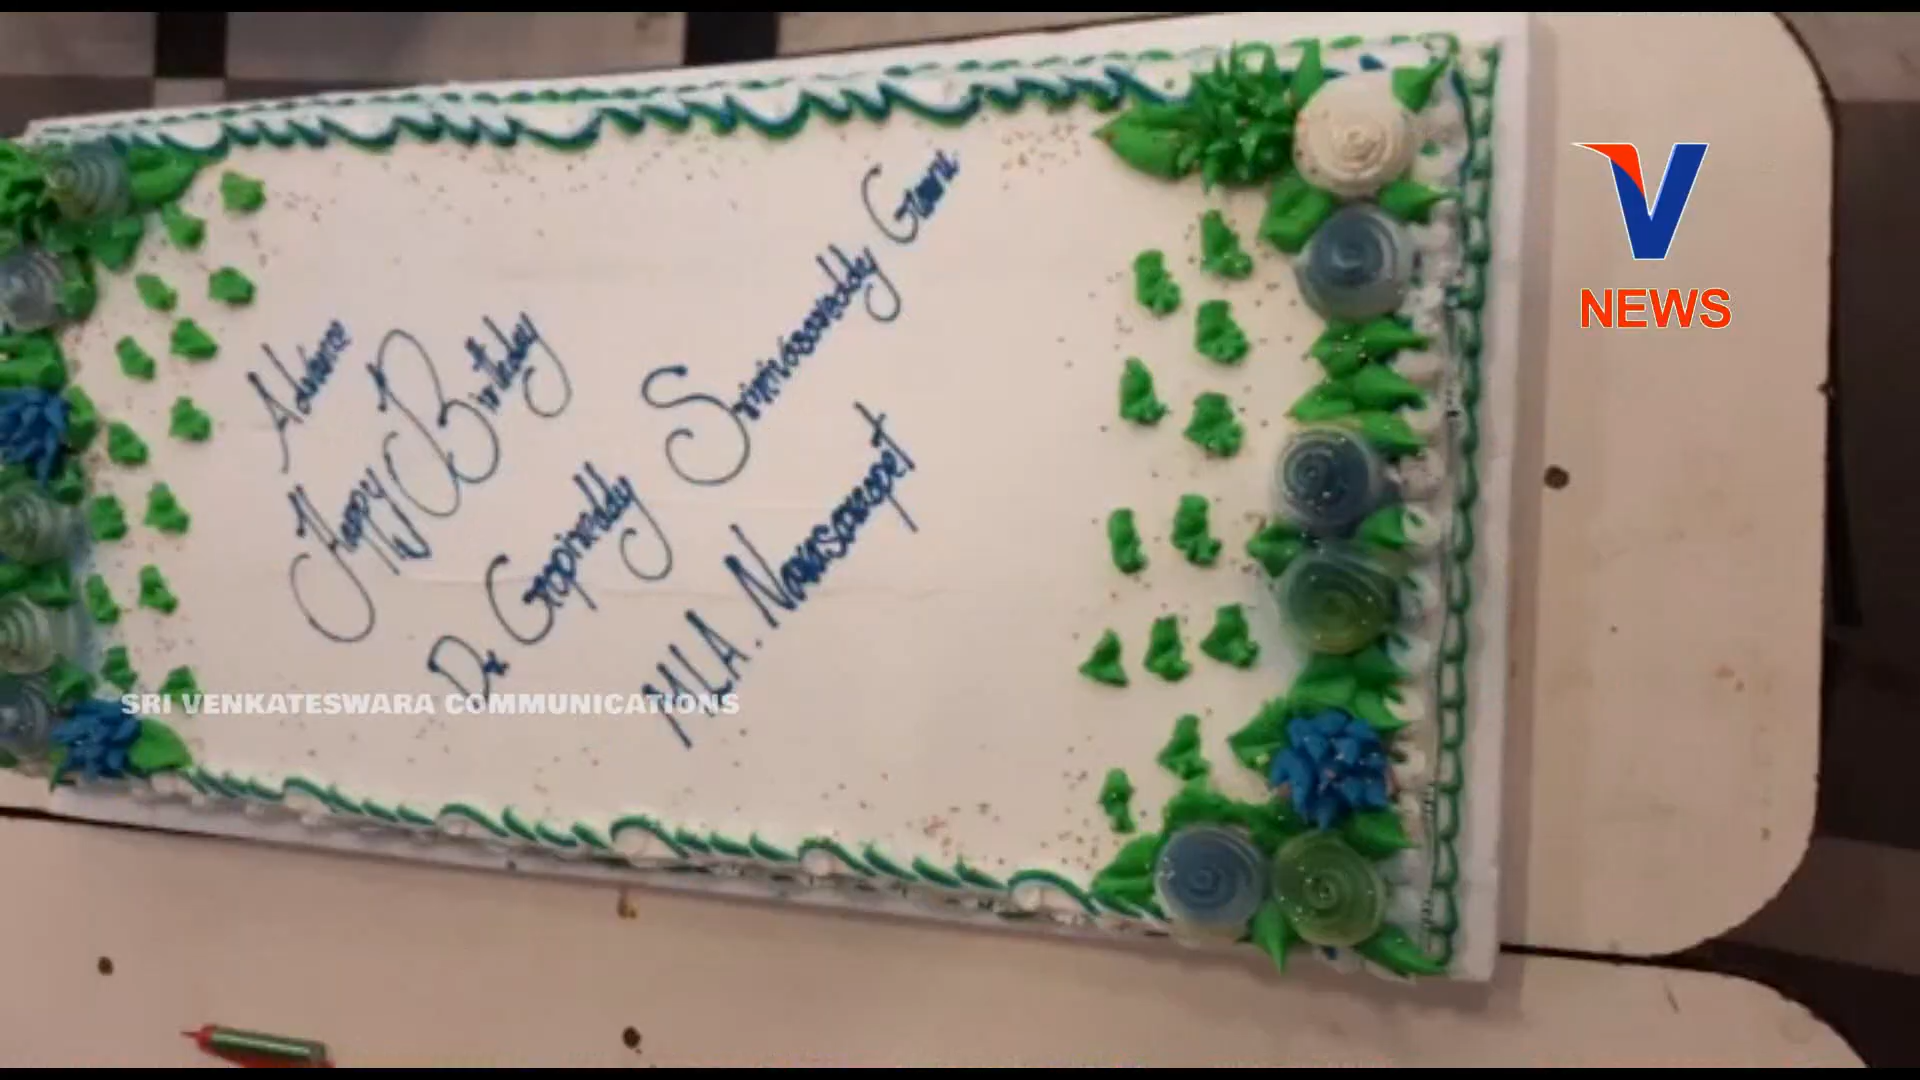 Advance
Happy Birthday
Dr. Gopireddy Srinivasareddy Garu
MLA. Narasaraopet
SRI VENKATESWARA COMMUNICATIONS
V
NEWS